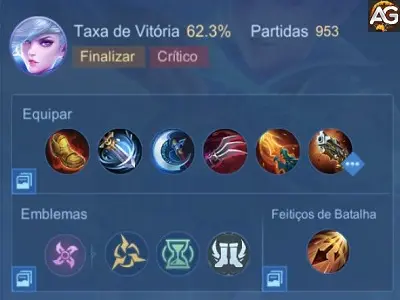 AG
Taxa de Vitória 62.3% Partidas 953
Finalizar Crítico
Equipar
Emblemas
Feitiços de Batalha